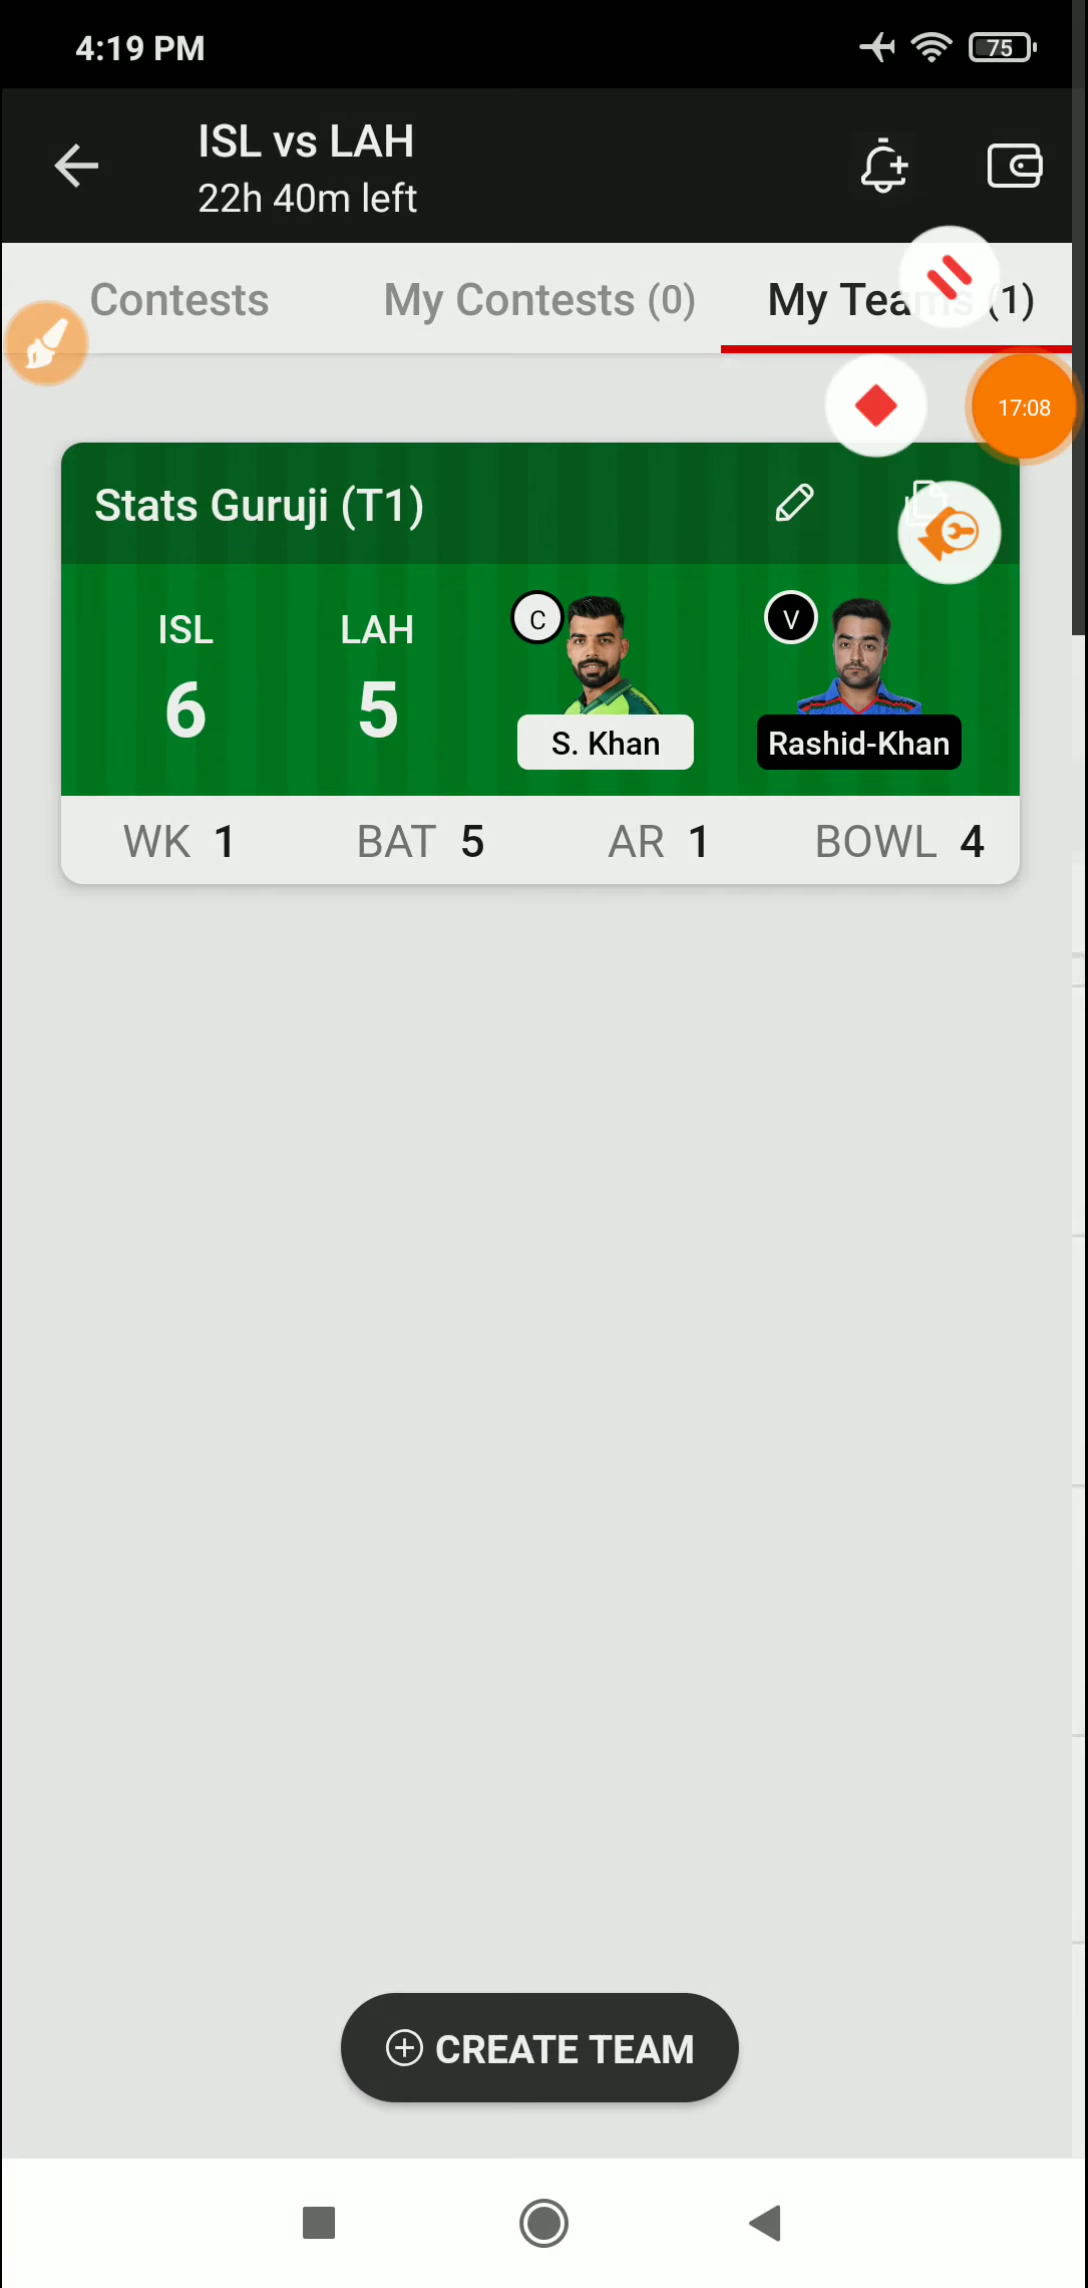 4:19 PM
75
ISL vs LAH
22h 40m left
Contests
My Contests (0)
My Teams (1)
17:08
Stats Guruji (T1)
ISL
LAH
C
V
6
5
S. Khan
Rashid-Khan
WK 1
BAT 5
AR 1
BOWL 4
CREATE TEAM